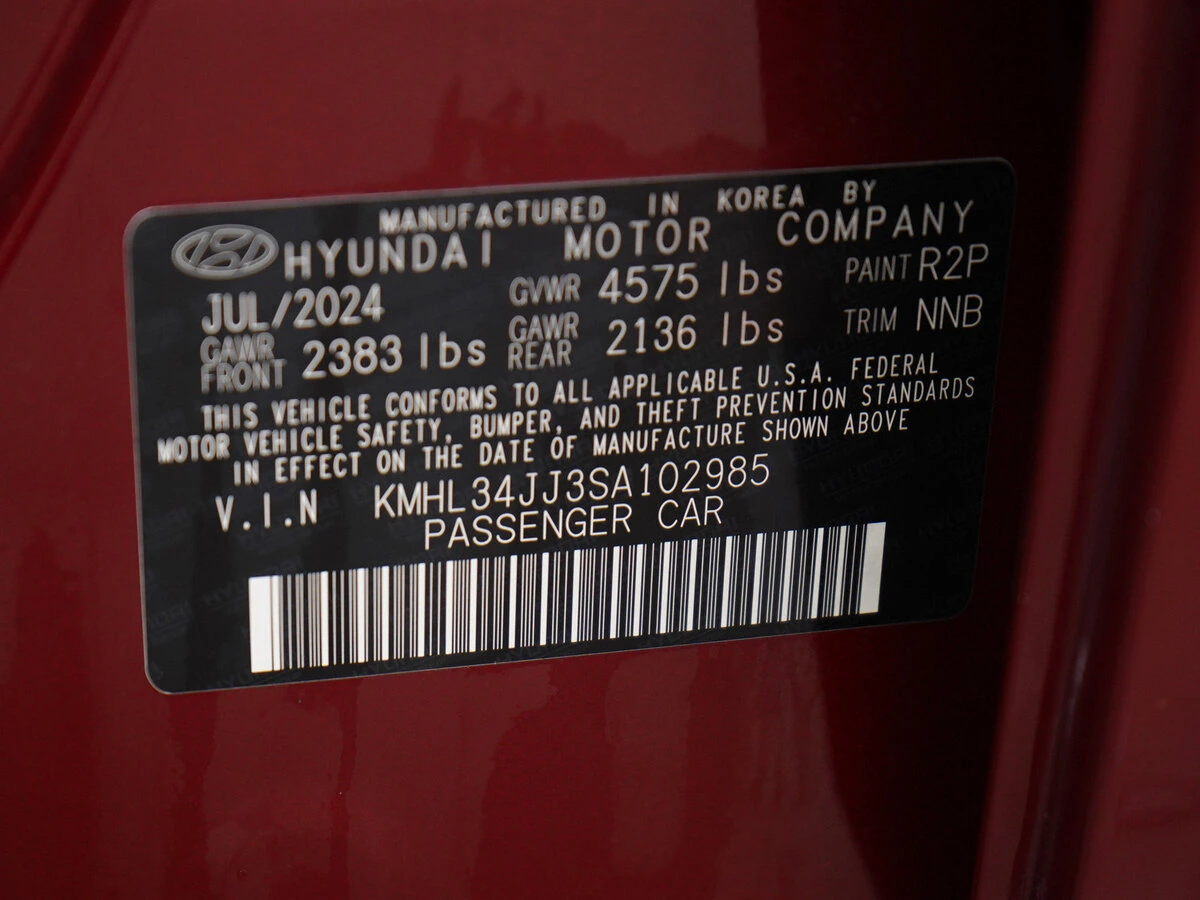 MANUFACTURED IN KOREA BY
HYUNDAI MOTOR COMPANY
JUL/2024 GVWR 4575 lbs PAINT R2P
GAWR FRONT 2383 lbs GAWR REAR 2136 lbs TRIM NNB
THIS VEHICLE CONFORMS TO ALL APPLICABLE U.S.A. FEDERAL
MOTOR VEHICLE SAFETY, BUMPER, AND THEFT PREVENTION STANDARDS
IN EFFECT ON THE DATE OF MANUFACTURE SHOWN ABOVE
V.I.N KMHL34JJ3SA102985
PASSENGER CAR